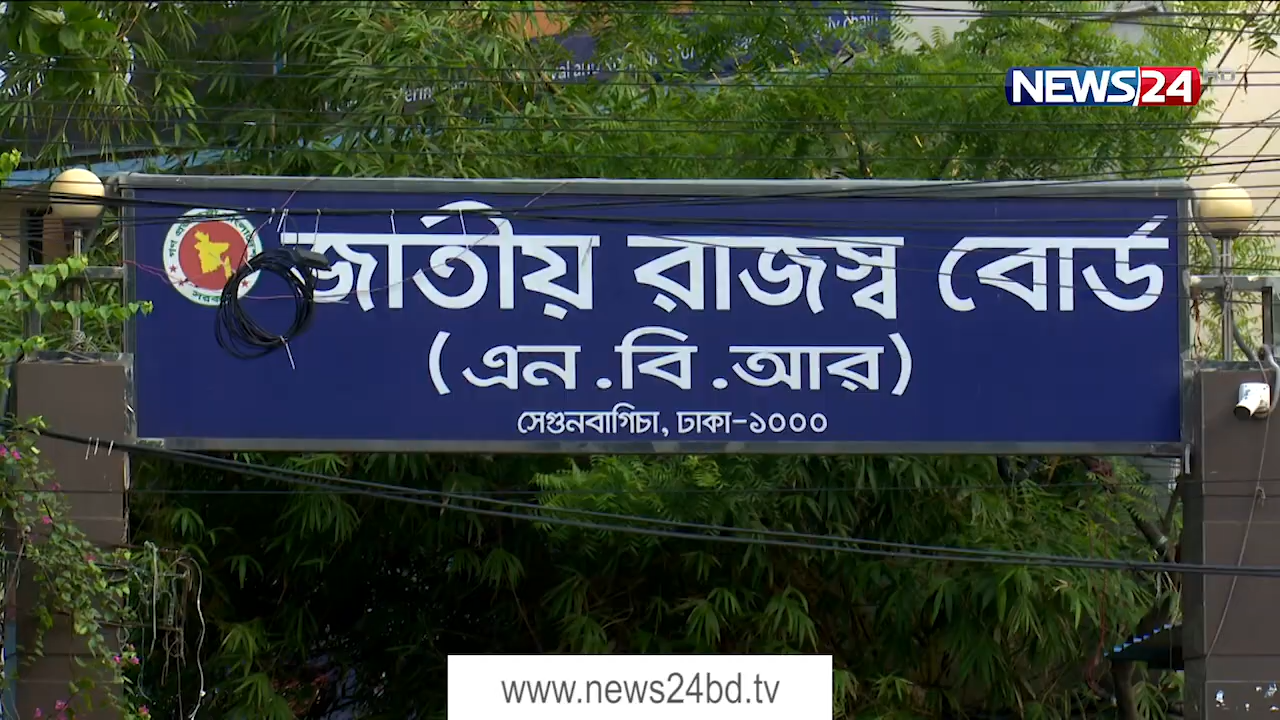 NEWS24
জাতীয় রাজস্ব বোর্ড
(এন.বি.আর)
সেগুনবাগিচা, ঢাকা-১০০০
www.news24bd.tv